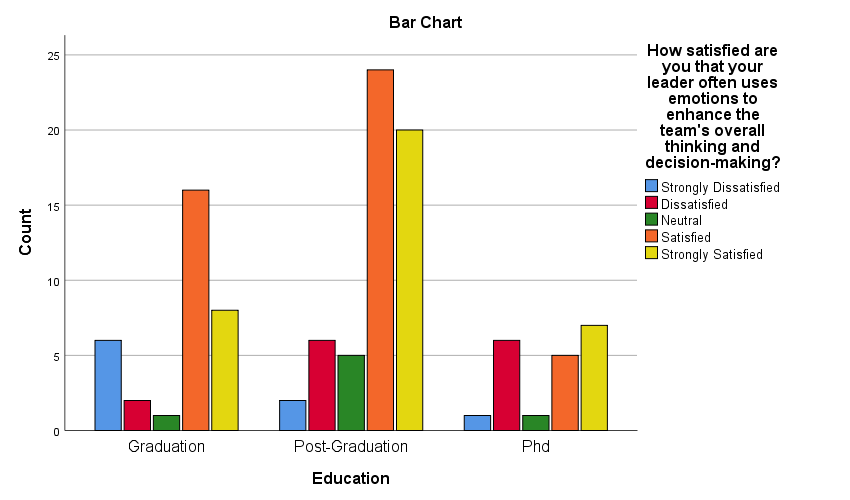 Bar Chart
How satisfied are
you that your
leader often uses
emotions to
enhance the
team's overall
thinking and
decision-making?
Strongly Dissatisfied
Dissatisfied
Neutral
Satisfied
Strongly Satisfied
Count
25
20
15
10
5
0
Graduation
Post-Graduation
Phd
Education